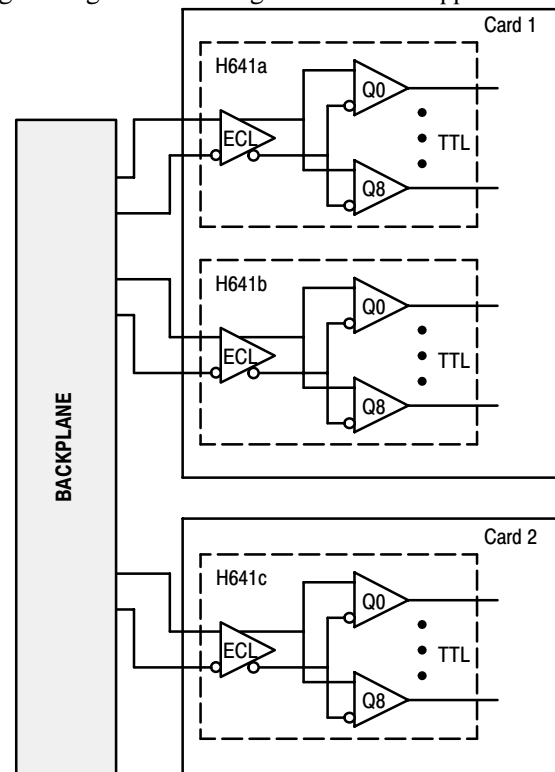 Card 1
H641a
Q0
ECL
TTL
Q8
H641b
Q0
ECL
TTL
Q8
BACKPLANE
Card 2
H641c
Q0
ECL
TTL
Q8